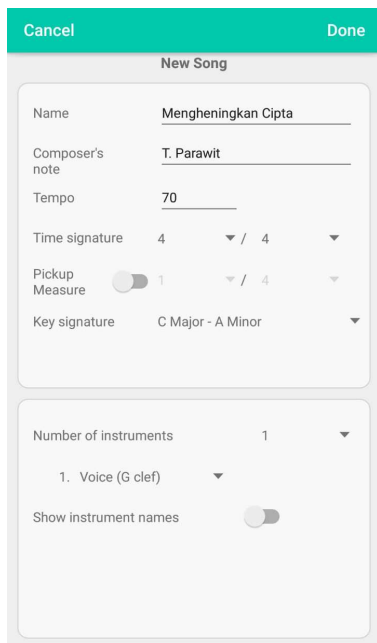 Cancel Done
New Song
Name Mengheningkan Cipta
Composer's note T. Parawit
Tempo 70
Time signature 4 / 4
Pickup Measure 1 / 4
Key signature C Major - A Minor
Number of instruments 1
1. Voice (G clef)
Show instrument names